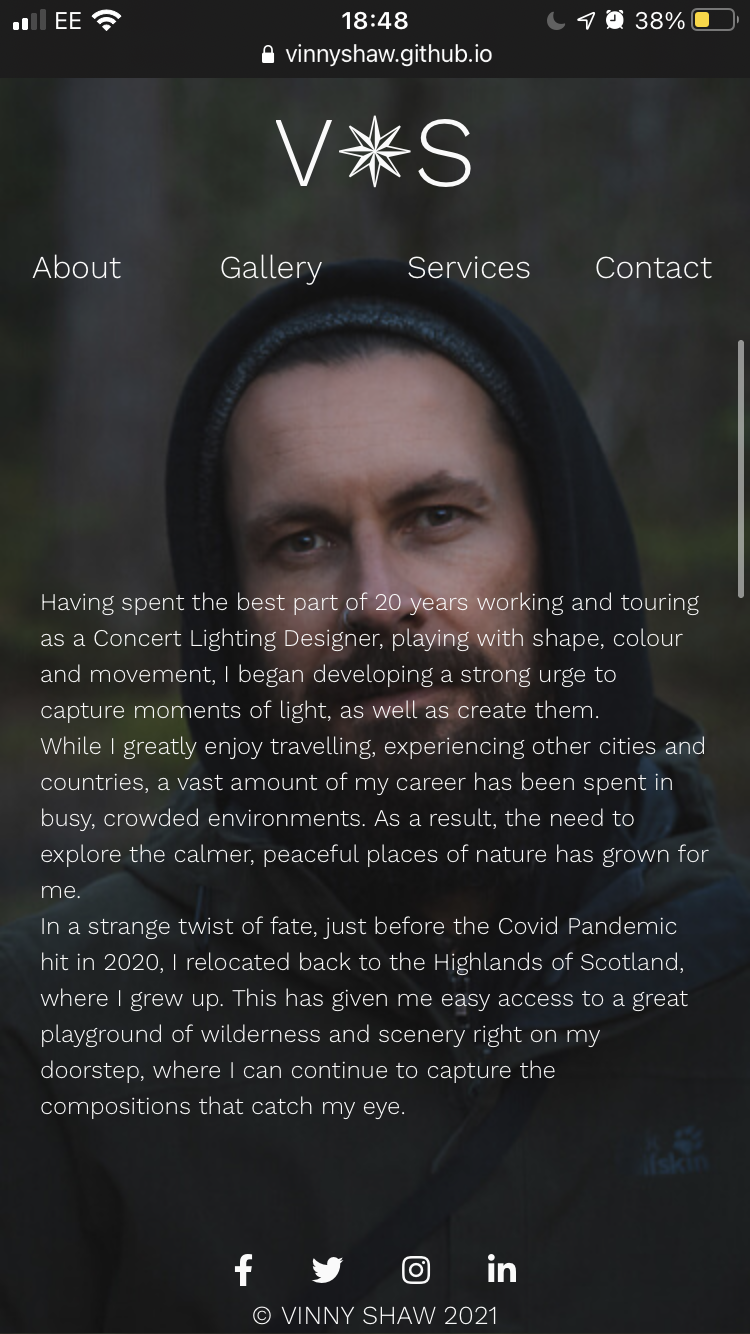 EE 18:48 38%
vinnyshaw.github.io
V S
About Gallery Services Contact
Having spent the best part of 20 years working and touring
as a Concert Lighting Designer, playing with shape, colour
and movement, I began developing a strong urge to
capture moments of light, as well as create them.
While I greatly enjoy travelling, experiencing other cities and
countries, a vast amount of my career has been spent in
busy, crowded environments. As a result, the need to
explore the calmer, peaceful places of nature has grown for
me.
In a strange twist of fate, just before the Covid Pandemic
hit in 2020, I relocated back to the Highlands of Scotland,
where I grew up. This has given me easy access to a great
playground of wilderness and scenery right on my
doorstep, where I can continue to capture the
compositions that catch my eye.
© VINNY SHAW 2021